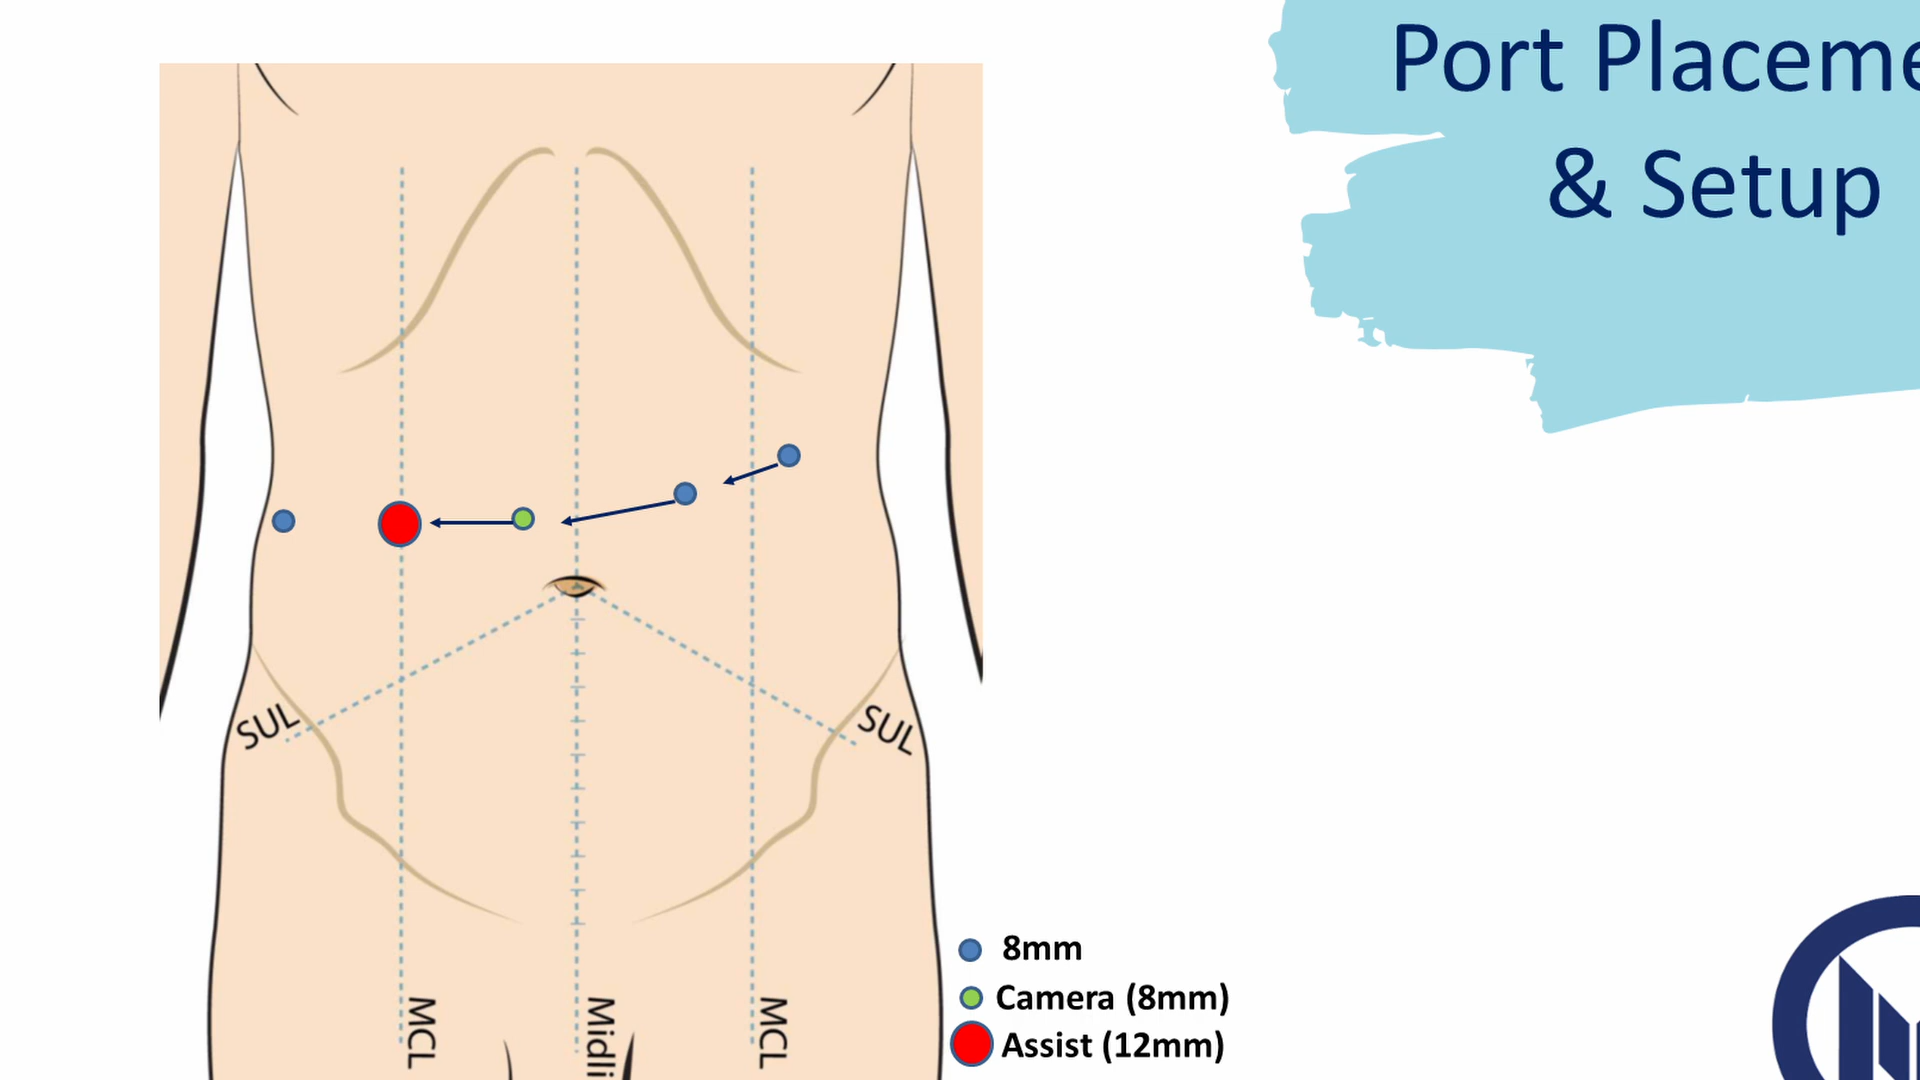 Port Placeme
& Setup
SUL
SUL
MCL
Midli
MCL
8mm
Camera (8mm)
Assist (12mm)